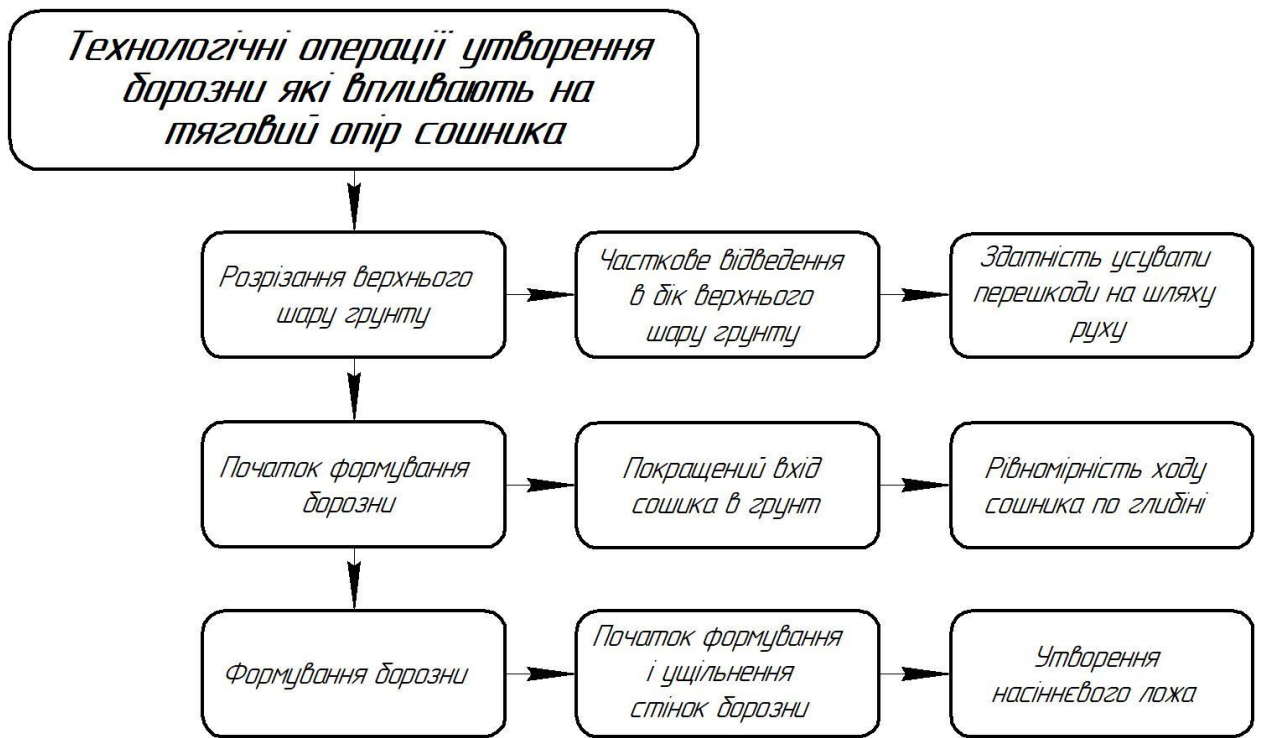 Технологічні операції утворення
борозни які впливають на
тяговий опір сошника
Розрізання верхнього
шару грунту
Часткове відведення
в бік верхнього
шару грунту
Здатність усувати
перешкоди на шляху
руху
Початок формування
борозни
Покращений вхід
сошика в грунт
Рівномірність ходу
сошника по глибіні
Формування борозни
Початок формування
і ущільнення
стінок борозни
Утворення
насіннєвого ложа